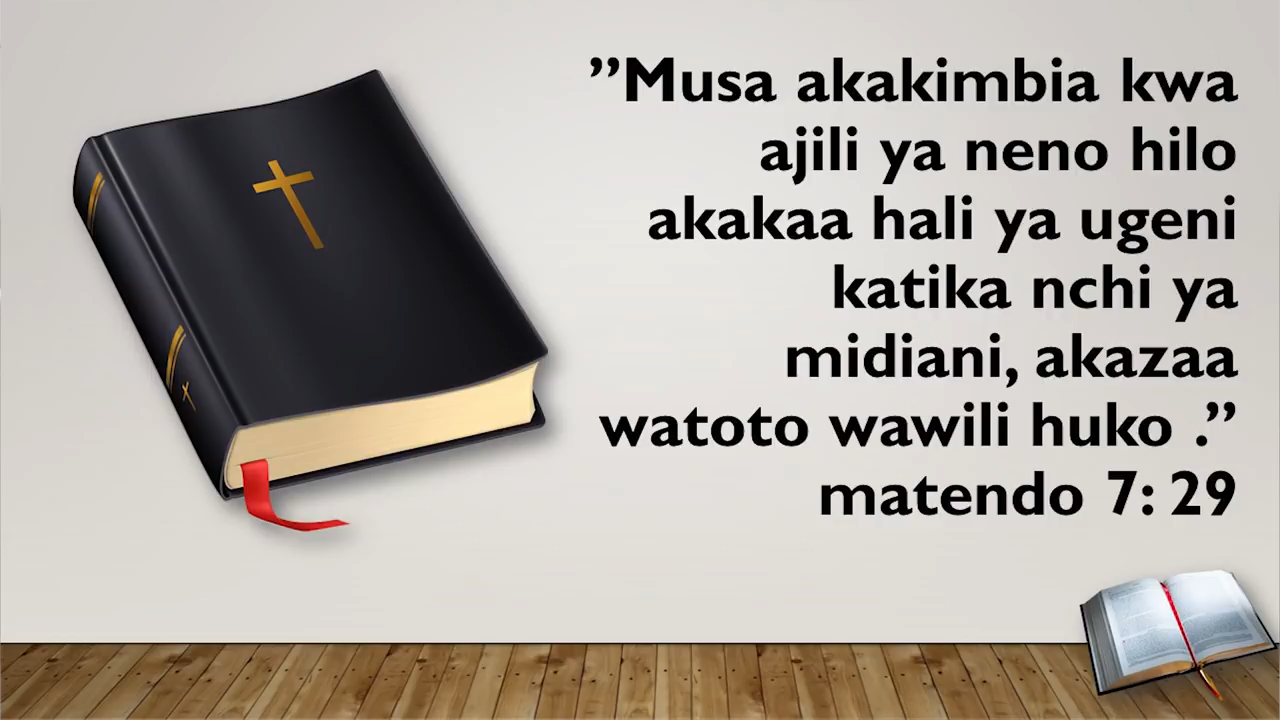 ”Musa akakimbia kwa
ajili ya neno hilo
akakaa hali ya ugeni
katika nchi ya
midiani, akazaa
watoto wawili huko .”
matendo 7: 29